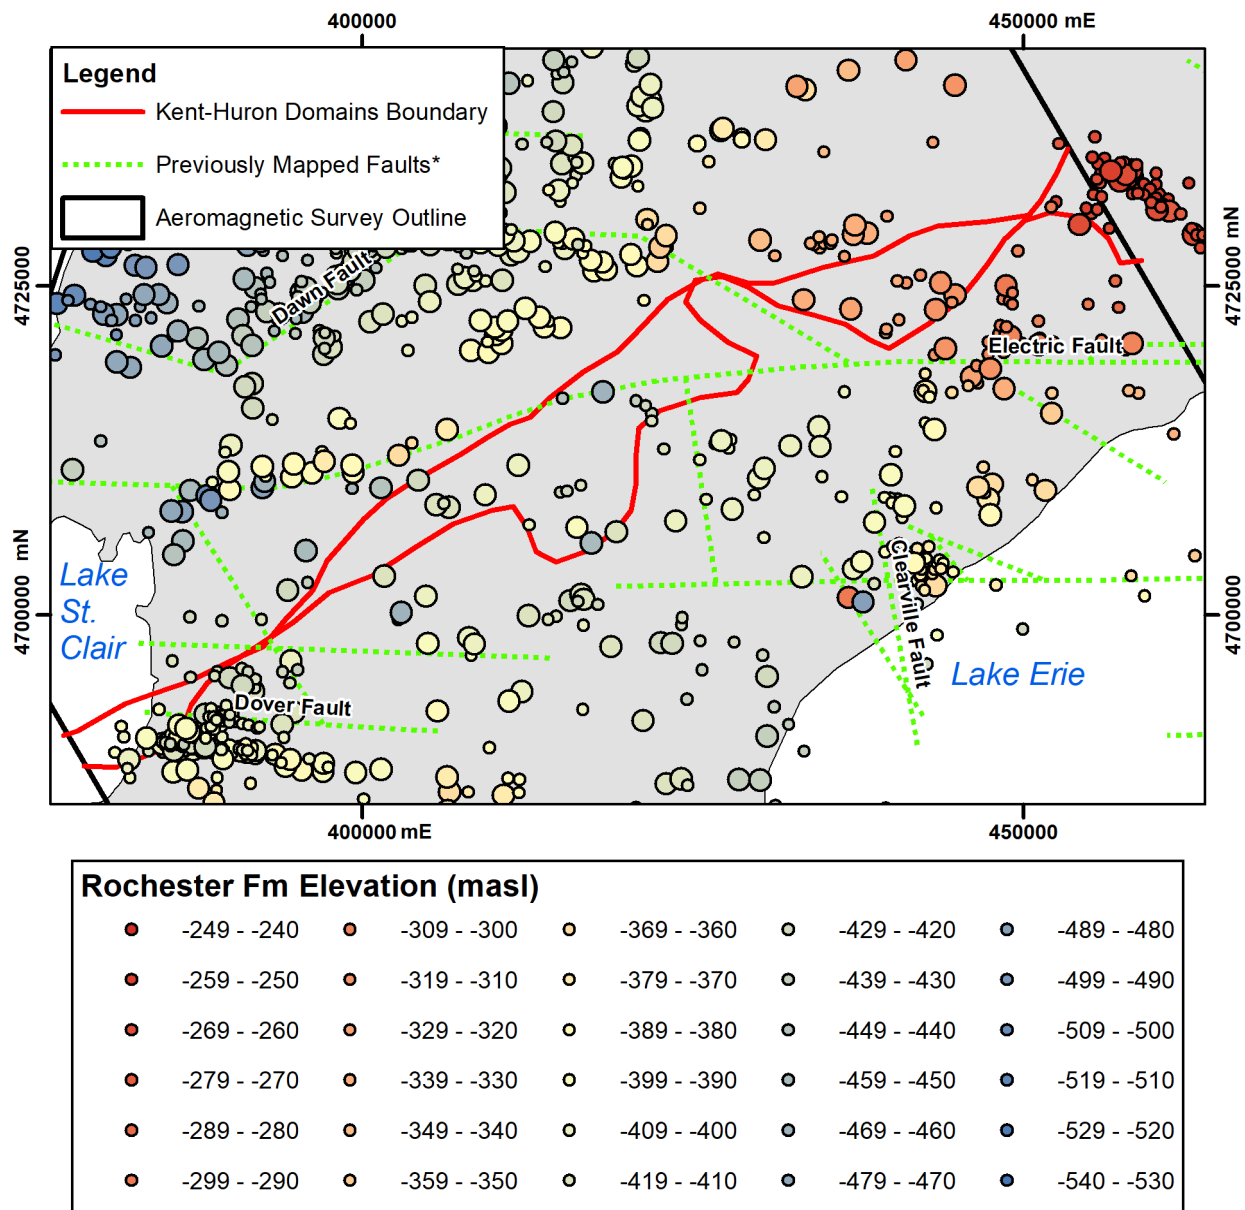 400000
450000 mE
Legend
Kent-Huron Domains Boundary
Previously Mapped Faults*
Aeromagnetic Survey Outline
4725000
4725000 mN
Dawn Fault
Electric Fault
4700000 mN
4700000
Lake
St.
Clair
Clearville Fault
Lake Erie
Dover Fault
400000 mE
450000
Rochester Fm Elevation (masl)
-249 - -240
-309 - -300
-369 - -360
-429 - -420
-489 - -480
-259 - -250
-319 - -310
-379 - -370
-439 - -430
-499 - -490
-269 - -260
-329 - -320
-389 - -380
-449 - -440
-509 - -500
-279 - -270
-339 - -330
-399 - -390
-459 - -450
-519 - -510
-289 - -280
-349 - -340
-409 - -400
-469 - -460
-529 - -520
-299 - -290
-359 - -350
-419 - -410
-479 - -470
-540 - -530